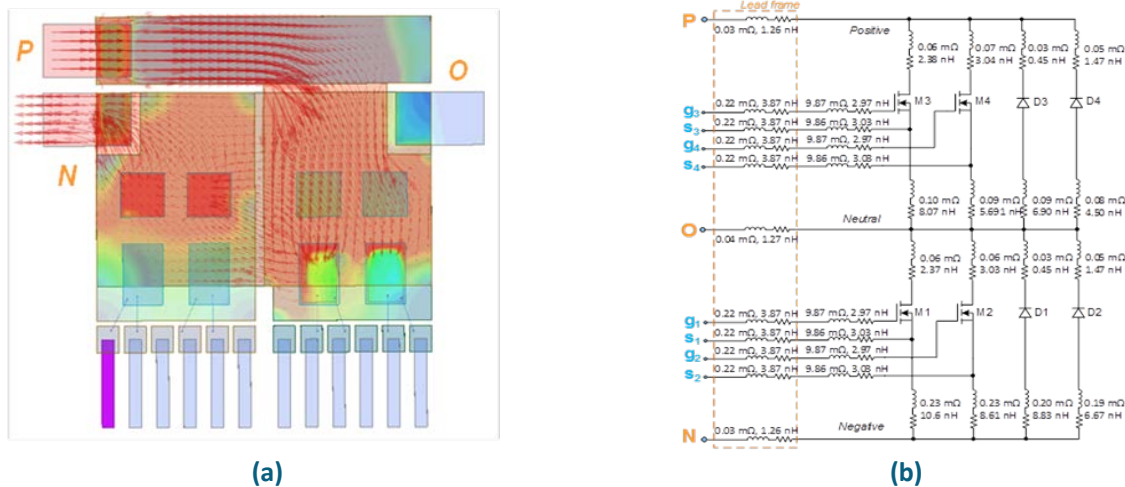 P
O
N
(a)
Lead frame
P
0.03 mΩ, 1.26 nH
Positive
0.06 mΩ
2.38 nH
0.07 mΩ
3.04 nH
0.03 mΩ
0.45 nH
0.05 mΩ
1.47 nH
M3
M4
D3
D4
g3
0.22 mΩ, 3.87 nH
9.87 mΩ, 2.97 nH
s3
0.22 mΩ, 3.87 nH
9.86 mΩ, 3.03 nH
g4
0.22 mΩ, 3.87 nH
9.87 mΩ, 2.97 nH
s4
0.22 mΩ, 3.87 nH
9.86 mΩ, 3.03 nH
0.10 mΩ
8.07 nH
0.09 mΩ
5.691 nH
0.09 mΩ
6.90 nH
0.08 mΩ
4.50 nH
O
0.04 mΩ, 1.27 nH
Neutral
0.06 mΩ
2.37 nH
0.06 mΩ
3.03 nH
0.03 mΩ
0.45 nH
0.05 mΩ
1.47 nH
M1
M2
D1
D2
g1
0.22 mΩ, 3.87 nH
9.87 mΩ, 2.97 nH
s1
0.22 mΩ, 3.87 nH
9.86 mΩ, 3.03 nH
g2
0.22 mΩ, 3.87 nH
9.87 mΩ, 2.97 nH
s2
0.22 mΩ, 3.87 nH
9.86 mΩ, 3.03 nH
0.23 mΩ
10.6 nH
0.23 mΩ
8.61 nH
0.20 mΩ
8.83 nH
0.19 mΩ
6.67 nH
N
0.03 mΩ, 1.26 nH
Negative
(b)